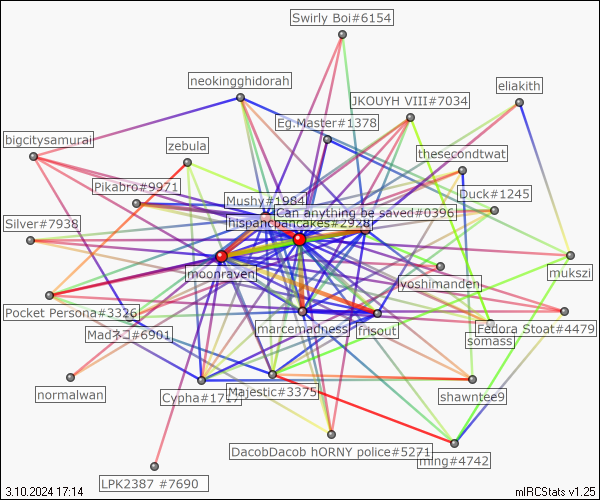 Swirly Boi#6154
neokingghidorah
eliakith
JKOUYH VIII#7034
Eg.Master#1378
bigcitysamurai
zebula
thesecondtwat
Pikabro#9971
Duck#1245
Mushy#1984
Can anything be saved#0396
Silver#7938
hispancpancakes#2928
moonraven
mukszi
yoshimanden
Pocket Persona#3326
marcemadness
frisout
Fedora Stoat#4479
Madネコ#6901
somass
normalwan
Cypha#1717
Majestic#3375
shawntee9
DacobDacob hORNY police#5271
ming#4742
LPK2387 #7690
3.10.2024 17:14
mIRCStats v1.25